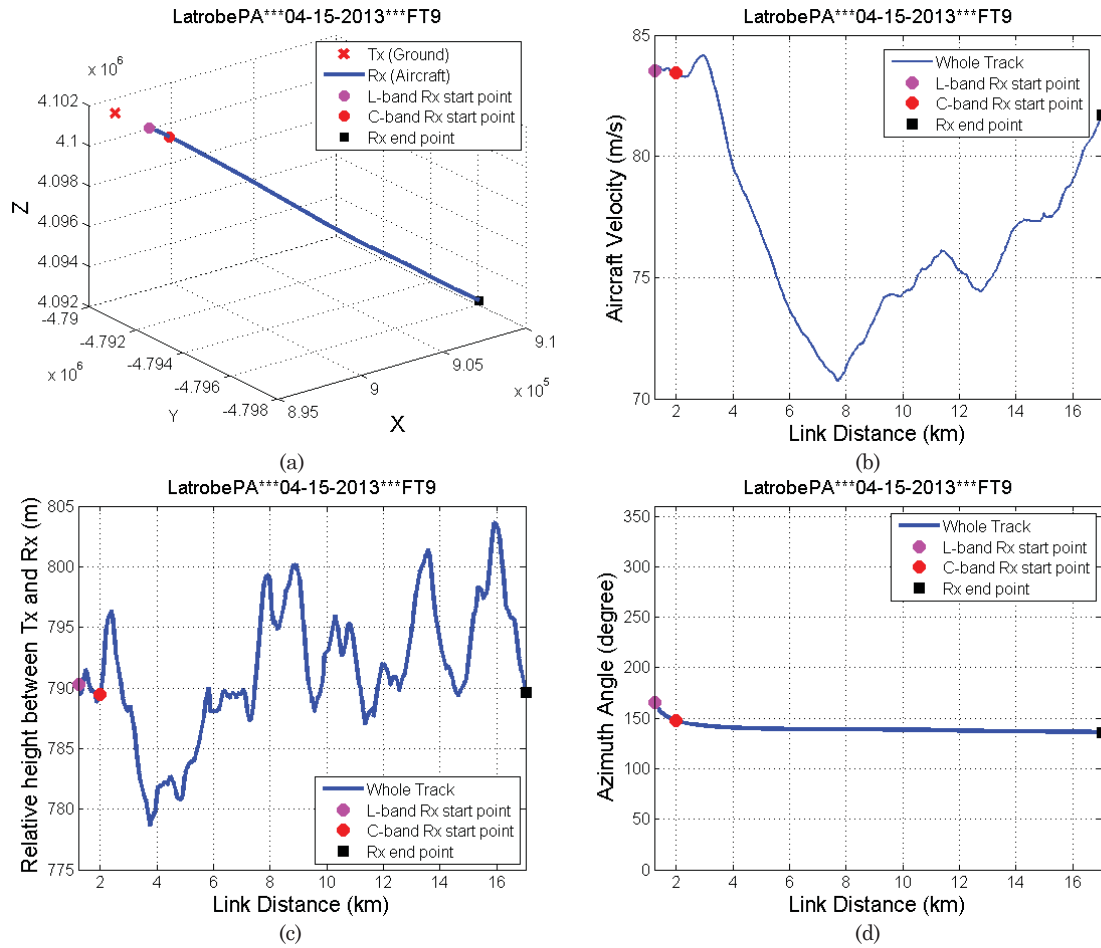 LatrobePA***04-15-2013***FT9
Tx (Ground)
Rx (Aircraft)
L-band Rx start point
C-band Rx start point
Rx end point
x 10^6
4.102
4.1
4.098
4.096
4.094
4.092
Z
-4.79
-4.792
-4.794
-4.796
-4.798
x 10^6
Y
8.95
9
9.05
9.1
x 10^5
X
(a)
LatrobePA***04-15-2013***FT9
Whole Track
L-band Rx start point
C-band Rx start point
Rx end point
85
80
75
70
Aircraft Velocity (m/s)
2 4 6 8 10 12 14 16
Link Distance (km)
(b)
LatrobePA***04-15-2013***FT9
805
800
795
790
785
780
775
Relative height between Tx and Rx (m)
Whole Track
L-band Rx start point
C-band Rx start point
Rx end point
2 4 6 8 10 12 14 16
Link Distance (km)
(c)
LatrobePA***04-15-2013***FT9
Whole Track
L-band Rx start point
C-band Rx start point
Rx end point
350
300
250
200
150
100
50
0
Azimuth Angle (degree)
2 4 6 8 10 12 14 16
Link Distance (km)
(d)